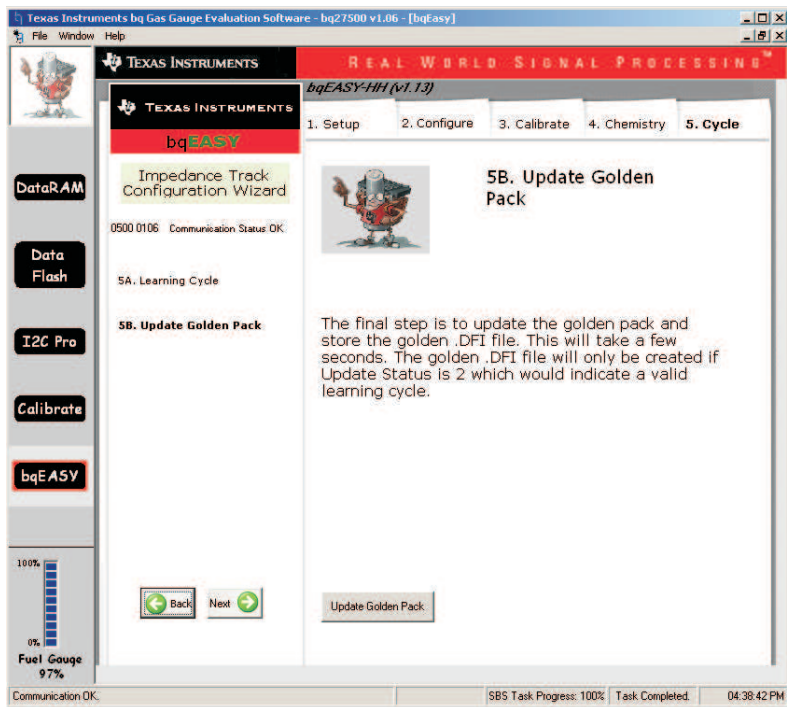 Texas Instruments bq Gas Gauge Evaluation Software - bq27500 v1.06 - [bqEasy]
File Window Help
TEXAS INSTRUMENTS
REAL WORLD SIGNAL PROCESSING™
bqEASY-HH (v1.13)
TEXAS INSTRUMENTS
bqEASY
1. Setup
2. Configure
3. Calibrate
4. Chemistry
5. Cycle
Impedance Track
Configuration Wizard
0500 0106 Communication Status OK
5A. Learning Cycle
5B. Update Golden Pack
5B. Update Golden
Pack
The final step is to update the golden pack and
store the golden .DFI file. This will take a few
seconds. The golden .DFI file will only be created if
Update Status is 2 which would indicate a valid
learning cycle.
DataRAM
Data
Flash
I2C Pro
Calibrate
bqEASY
100%
0%
Fuel Gauge
97%
Back
Next
Update Golden Pack
Communication OK.
SBS Task Progress: 100%
Task Completed.
04:38:42 PM